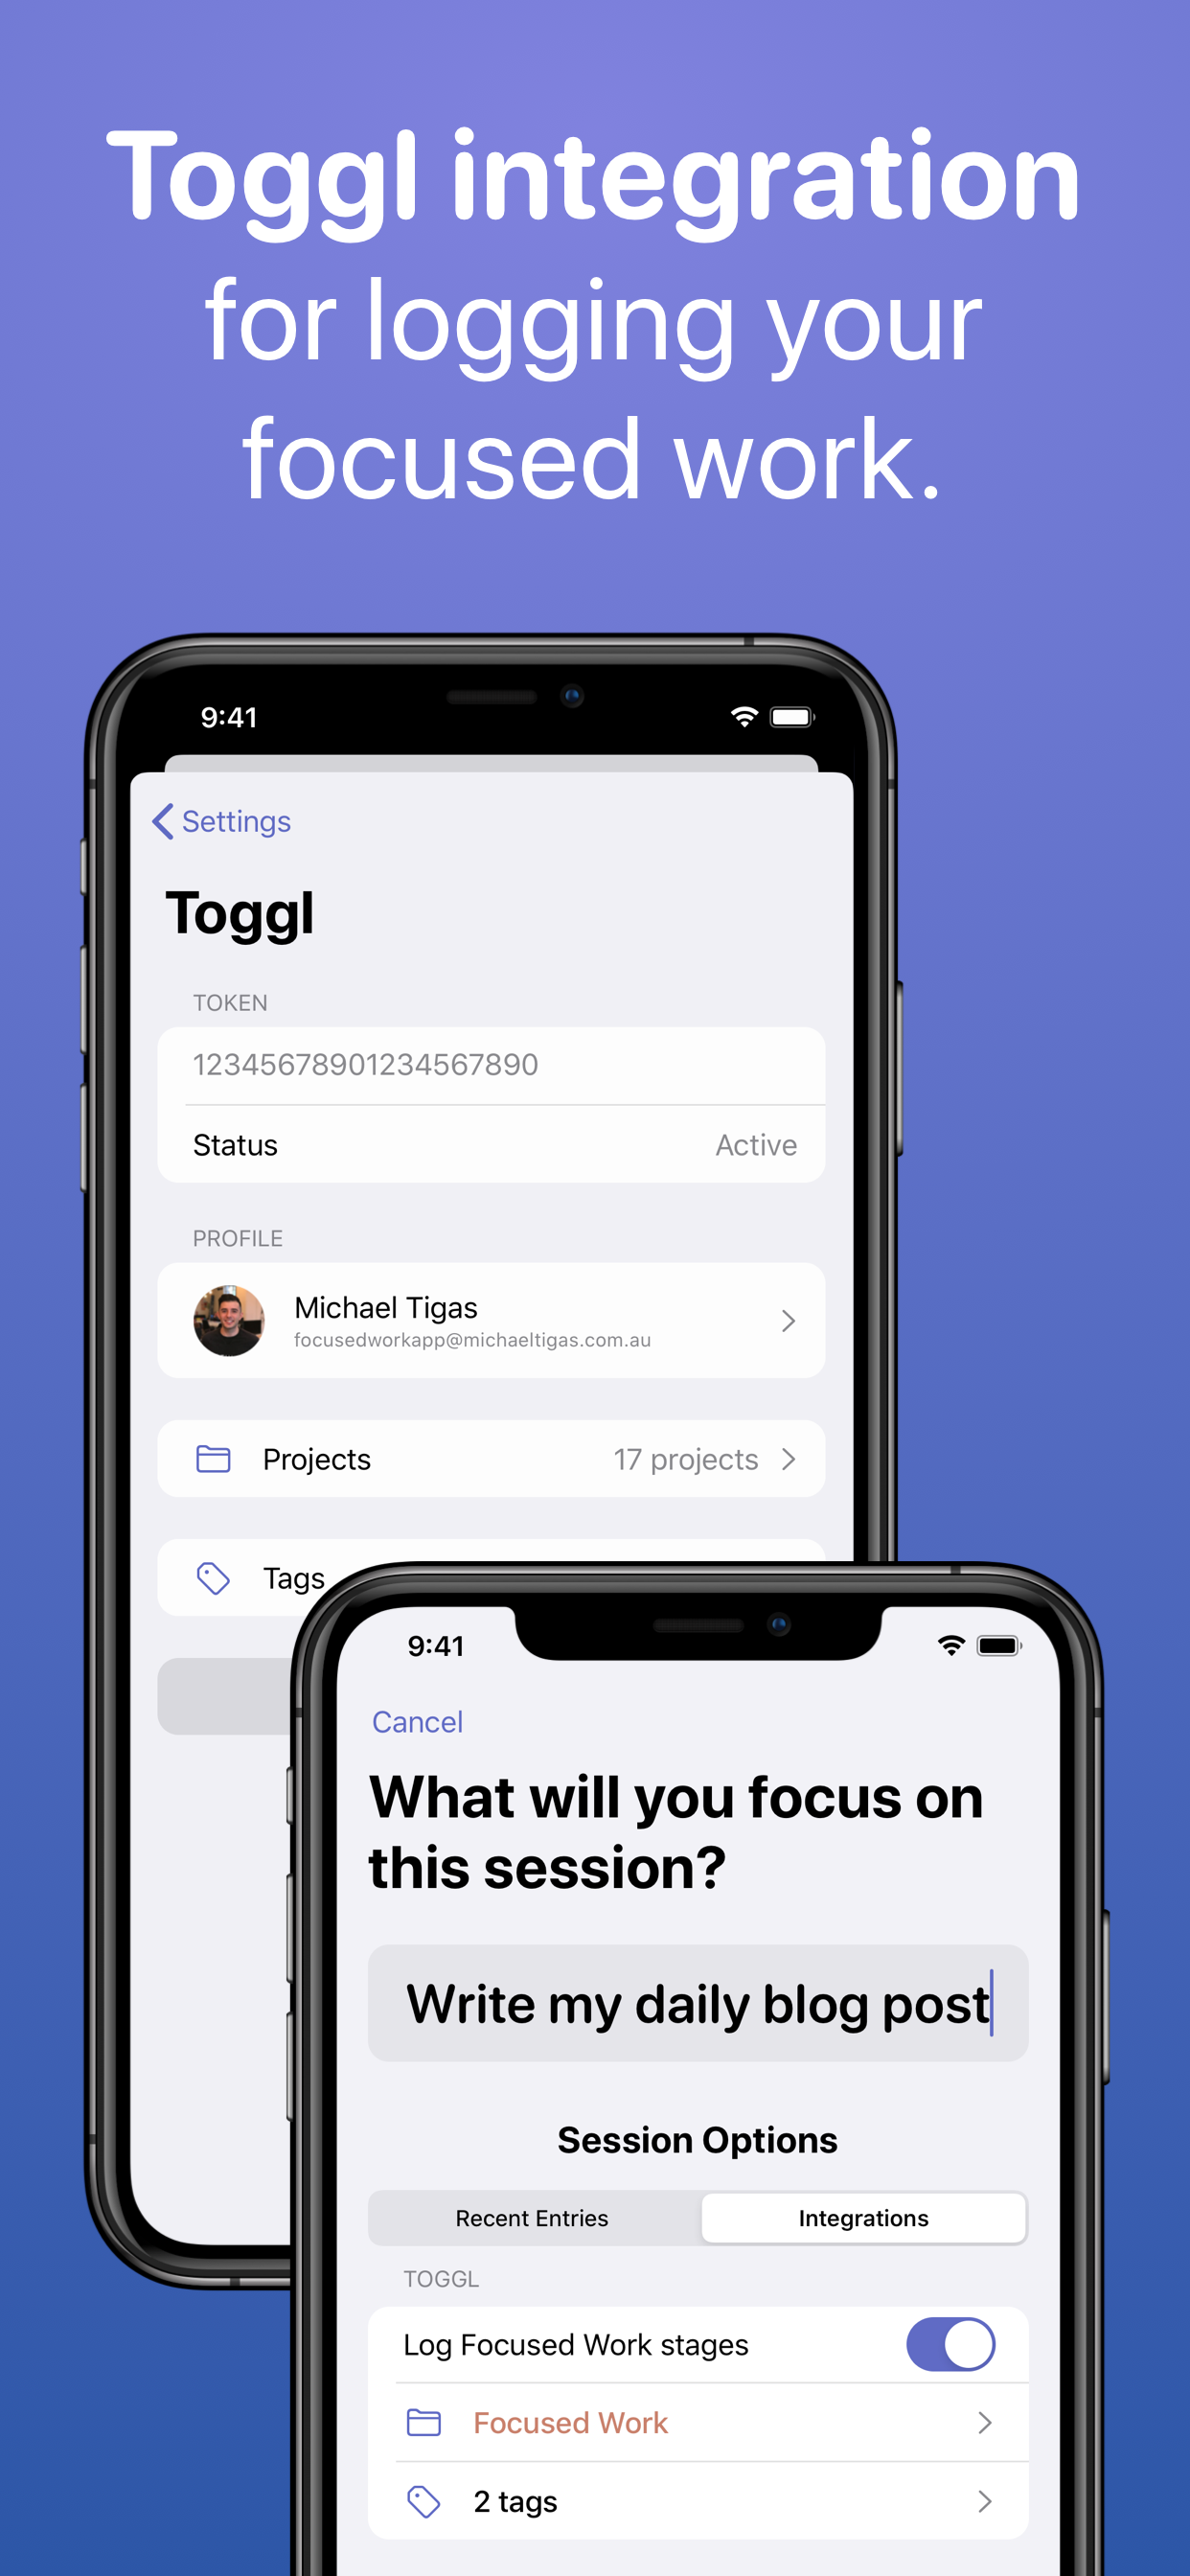 Toggl integration
for logging your
focused work.
9:41
Settings
Toggl
TOKEN
12345678901234567890
Status Active
PROFILE
Michael Tigas
focusedworkapp@michaeltigas.com.au
Projects 17 projects
Tags
9:41
Cancel
What will you focus on
this session?
Write my daily blog post
Session Options
Recent Entries Integrations
TOGGL
Log Focused Work stages
Focused Work
2 tags